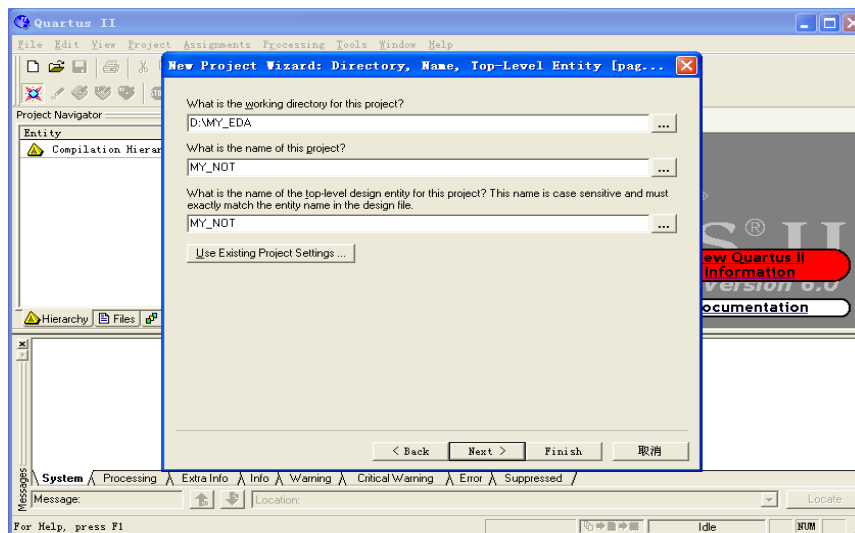 Quartus II
File Edit View Project Assignments Processing Tools Window Help
New Project Wizard: Directory, Name, Top-Level Entity [pag...
Project Navigator
Entity
Compilation Hierar
What is the working directory for this project?
D:\MY_EDA
...
What is the name of this project?
MY_NOT
...
What is the name of the top-level design entity for this project? This name is case sensitive and must
exactly match the entity name in the design file.
MY_NOT
...
Use Existing Project Settings ...
S® II
ew Quartus II
Information
Version 6.0
ocumentation
Hierarchy Files
< Back Next > Finish 取消
System Processing Extra Info Info Warning Critical Warning Error Suppressed
Messages
Message: Location: Locate
For Help, press F1 Idle NUM